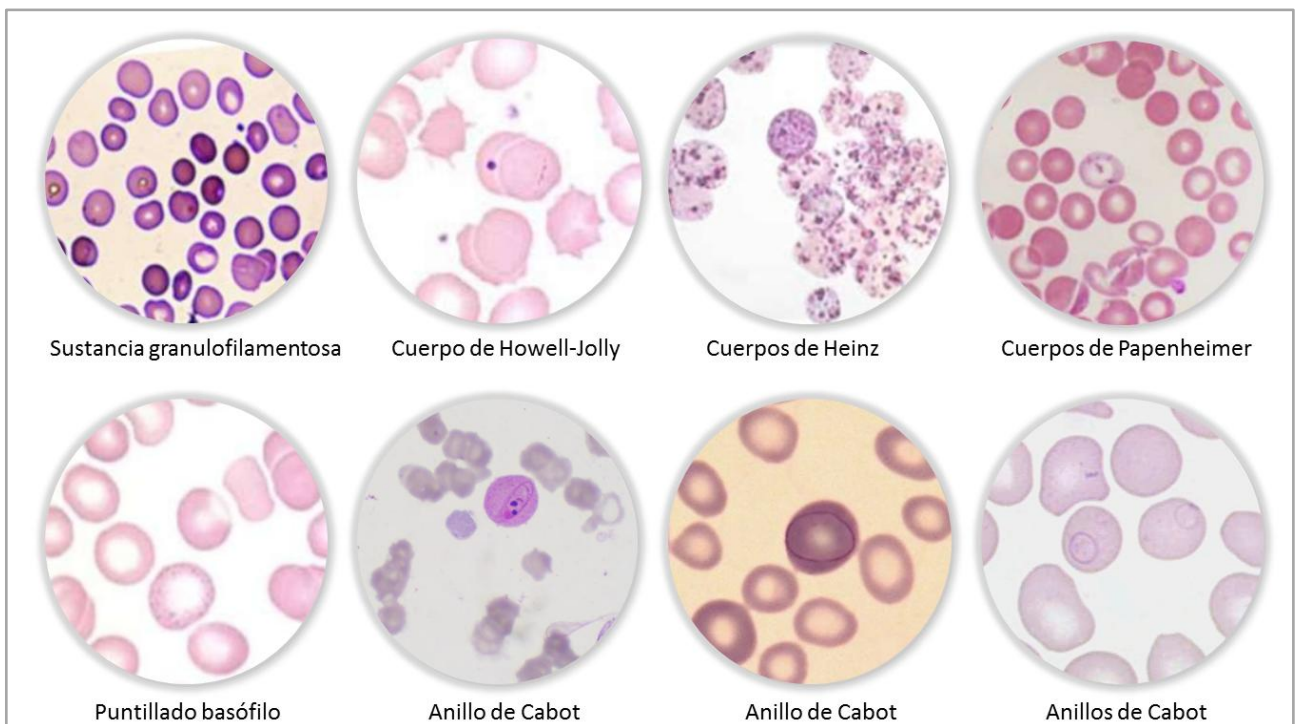 Sustancia granulofilamentosa
Cuerpo de Howell-Jolly
Cuerpos de Heinz
Cuerpos de Papenheimer
Puntillado basófilo
Anillo de Cabot
Anillo de Cabot
Anillos de Cabot